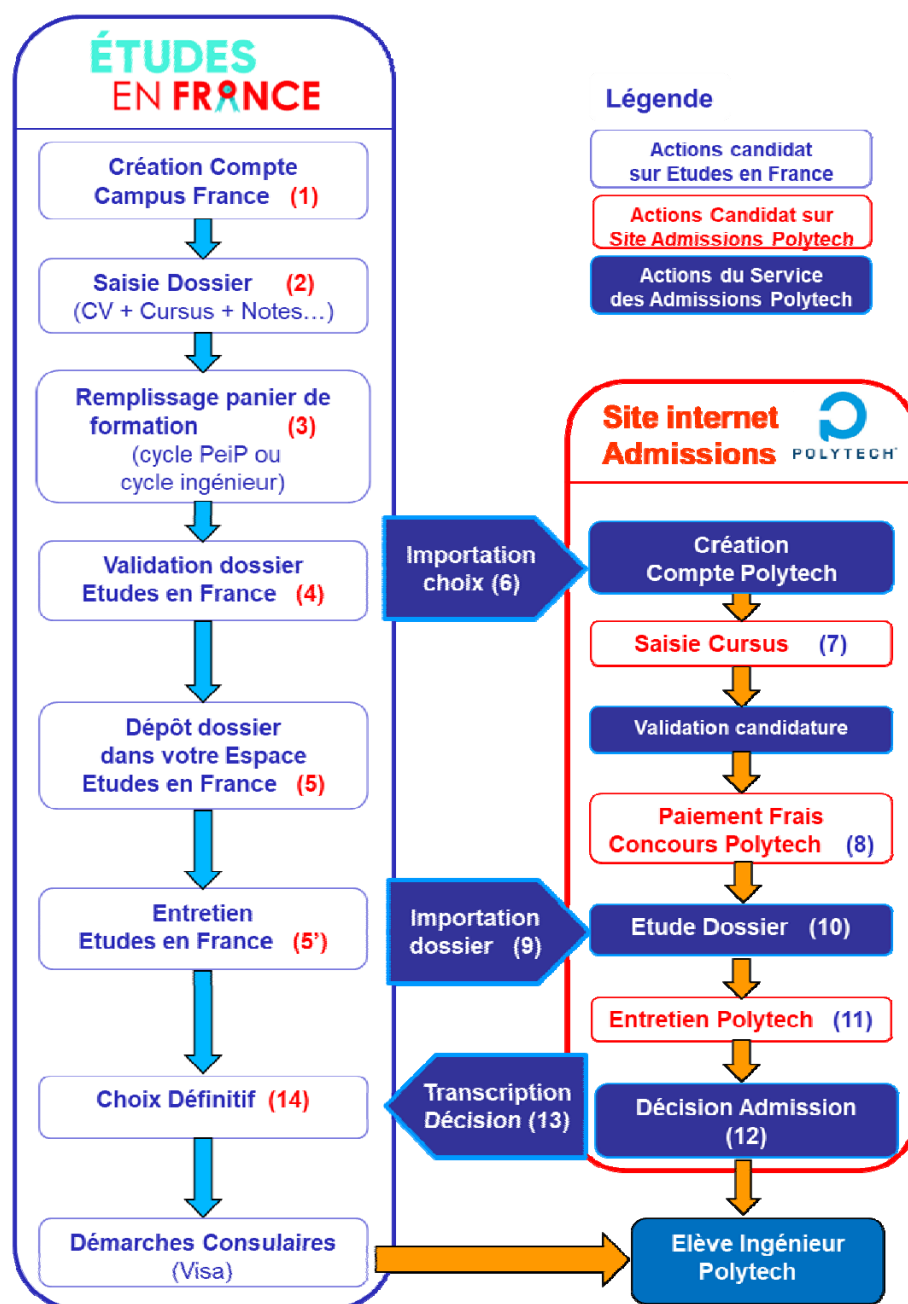 ÉTUDES
EN FRANCE
Création Compte
Campus France (1)
Saisie Dossier (2)
(CV + Cursus + Notes…)
Remplissage panier de
formation (3)
(cycle PeiP ou
cycle ingénieur)
Validation dossier
Etudes en France (4)
Dépôt dossier
dans votre Espace
Etudes en France (5)
Entretien
Etudes en France (5’)
Choix Définitif (14)
Démarches Consulaires
(Visa)
Importation
choix (6)
Importation
dossier (9)
Transcription
Décision (13)
Légende
Actions candidat
sur Etudes en France
Actions Candidat sur
Site Admissions Polytech
Actions du Service
des Admissions Polytech
Site internet
Admissions
POLYTECH
Création
Compte Polytech
Saisie Cursus (7)
Validation candidature
Paiement Frais
Concours Polytech (8)
Etude Dossier (10)
Entretien Polytech (11)
Décision Admission
(12)
Elève Ingénieur
Polytech